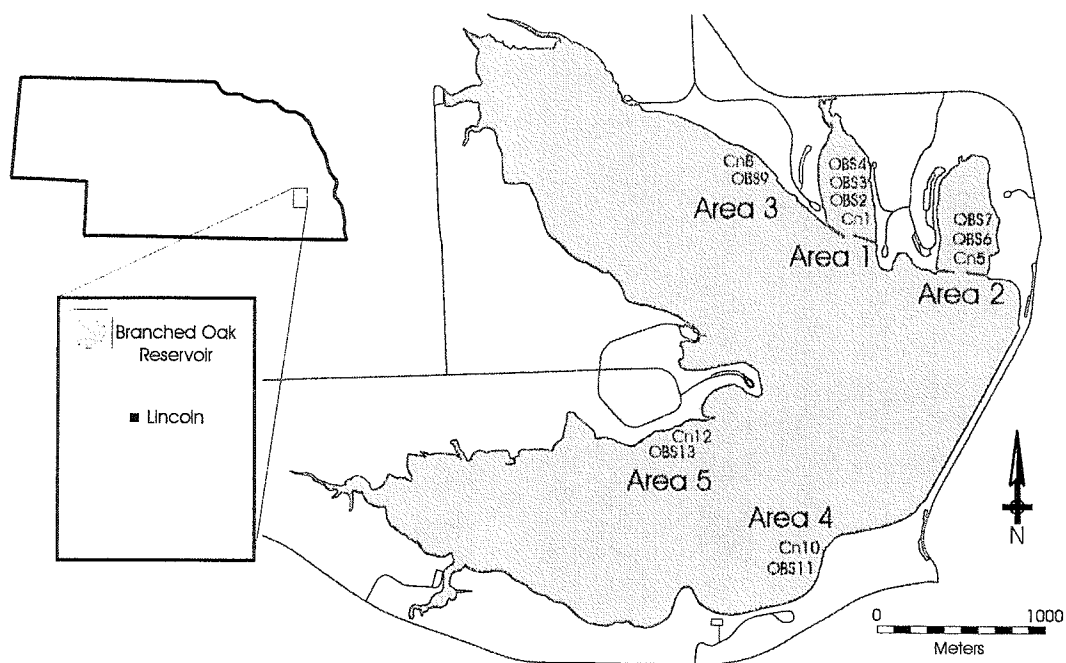 Cn8
OBS9
Area 3
OBS4
OBS3
OBS2
Cn1
Area 1
OBS7
OBS6
Cn5
Area 2
Branched Oak
Reservoir
Lincoln
Cn12
OBS13
Area 5
Area 4
Cn10
OBS11
N
0 1000
Meters